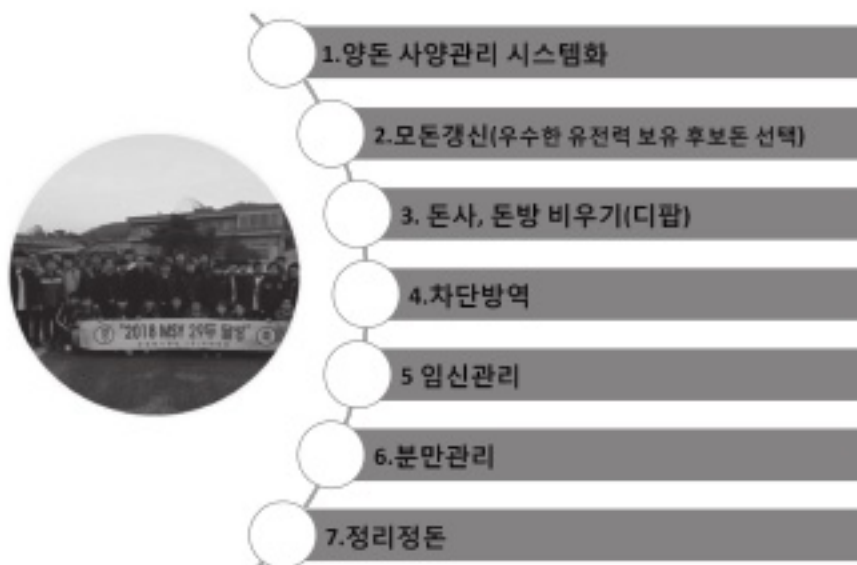 1.양돈 사양관리 시스템화
2.모돈갱신(우수한 유전력 보유 후보돈 선택)
3. 돈사, 돈방 비우기(디팝)
4.차단방역
5 임신관리
6.분만관리
7.정리정돈
"2018 MSY 29두 달성"